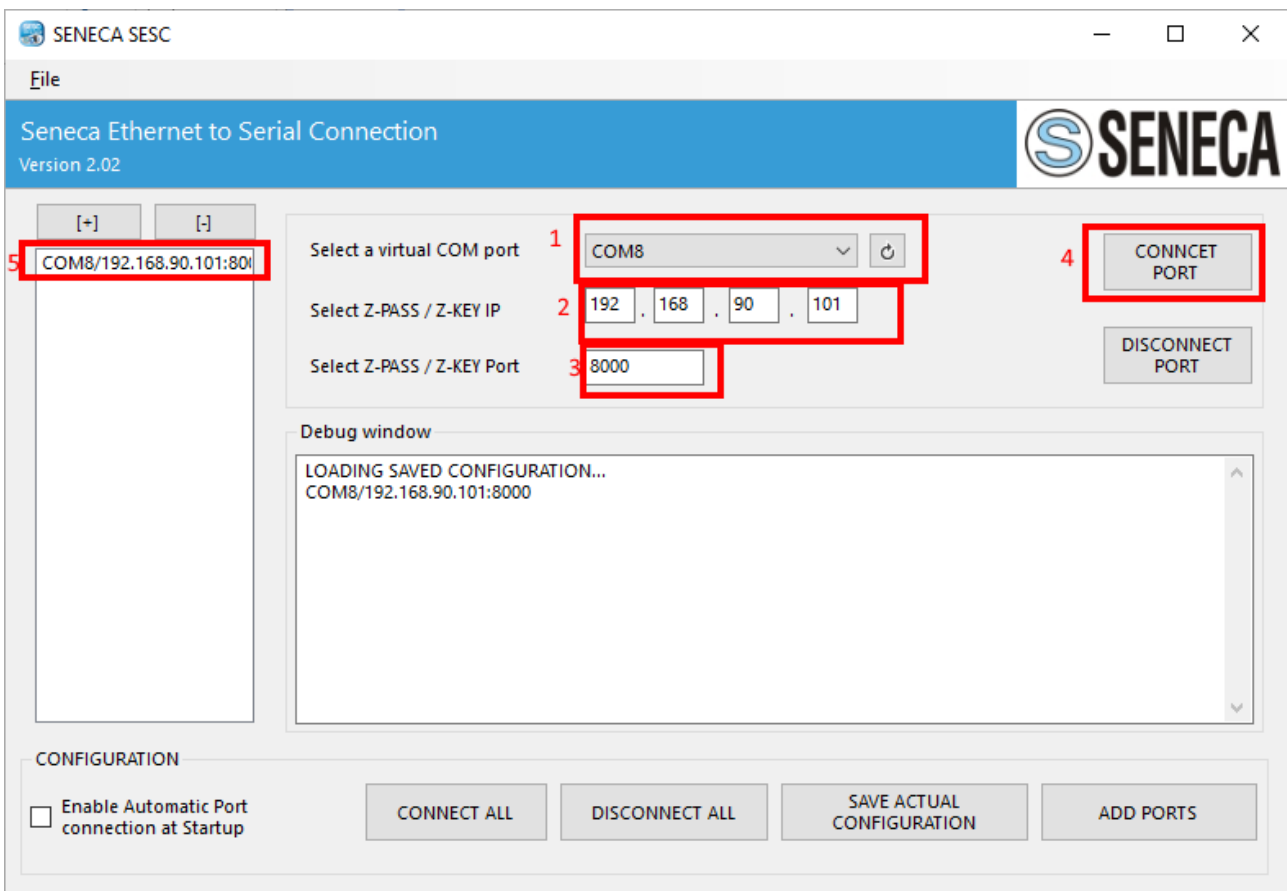 SENECA SESC
File
Seneca Ethernet to Serial Connection
Version 2.02
SENECA
[+] [-]
5 COM8/192.168.90.101:800
Select a virtual COM port 1 COM8
4 CONNCET
PORT
Select Z-PASS / Z-KEY IP 2 192 . 168 . 90 . 101
Select Z-PASS / Z-KEY Port 3 8000
DISCONNECT
PORT
Debug window
LOADING SAVED CONFIGURATION...
COM8/192.168.90.101:8000
CONFIGURATION
Enable Automatic Port
connection at Startup
CONNECT ALL
DISCONNECT ALL
SAVE ACTUAL
CONFIGURATION
ADD PORTS